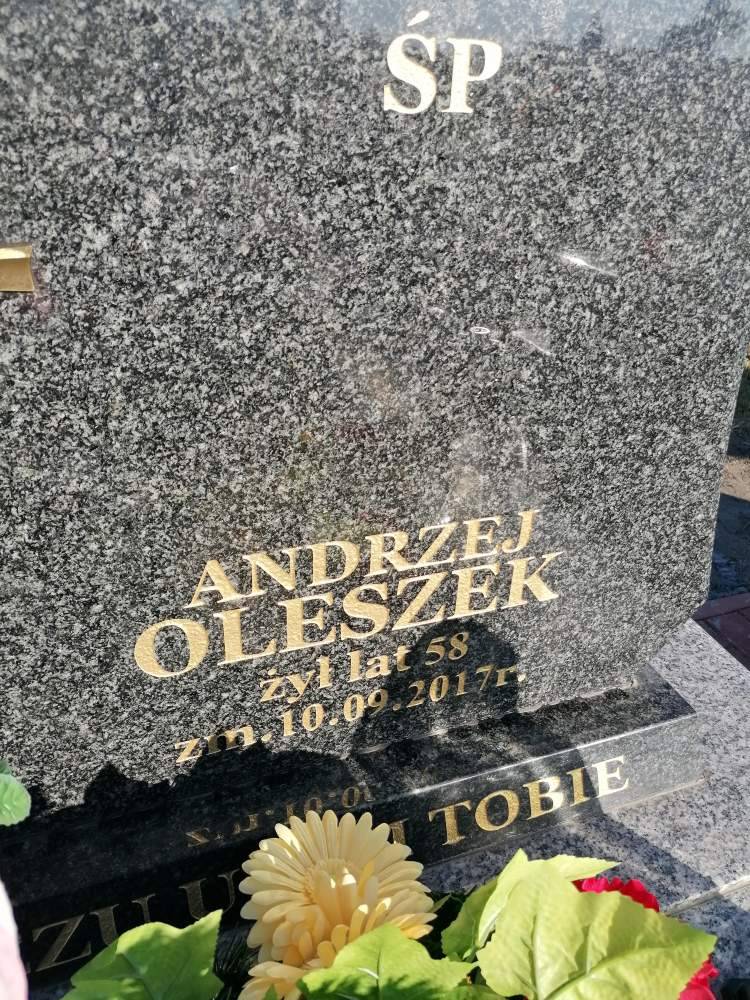 ŚP
ANDRZEJ
OLESZEK
żył lat 58
zm.10.09.2017r.
TOBIE